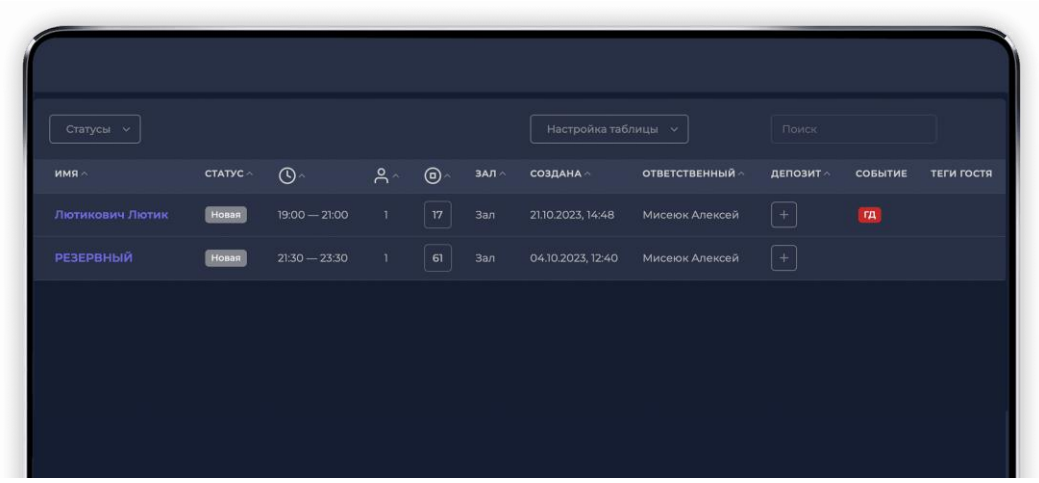 Статусы
Настройка таблицы
Поиск
ИМЯ СТАТУС ЗАЛ СОЗДАНА ОТВЕТСТВЕННЫЙ ДЕПОЗИТ СОБЫТИЕ ТЕГИ ГОСТЯ
Лютикович Лютик Новая 19:00 — 21:00 1 17 Зал 21.10.2023, 14:48 Мисеюк Алексей + ГД
РЕЗЕРВНЫЙ Новая 21:30 — 23:30 1 61 Зал 04.10.2023, 12:40 Мисеюк Алексей +